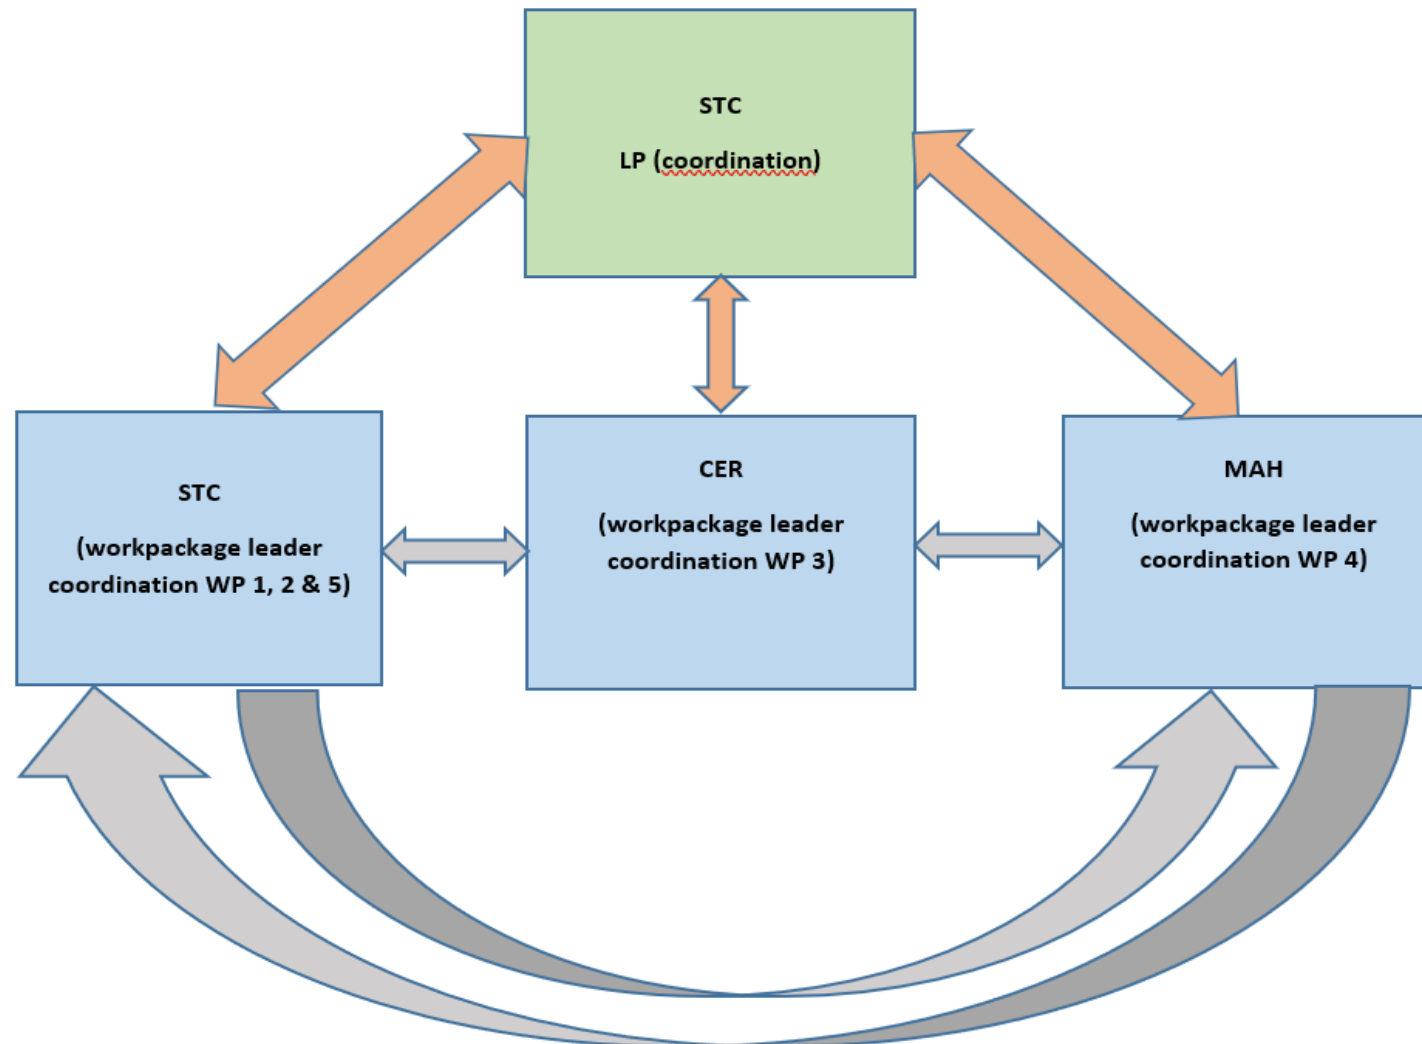 STC
LP (coordination)
STC
(workpackage leader
coordination WP 1, 2 & 5)
CER
(workpackage leader
coordination WP 3)
MAH
(workpackage leader
coordination WP 4)